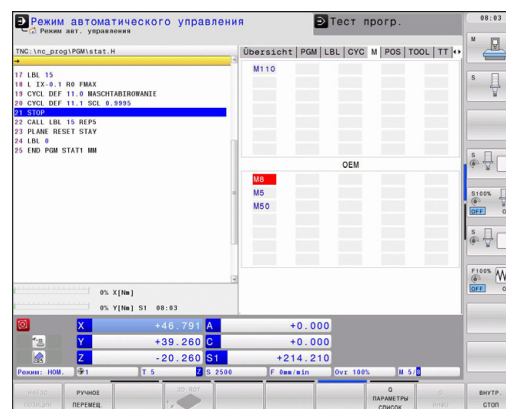 Режим автоматического управления
Режим авт. управления
Тест прогр.
08:03
TNC:\nc_prog\PGM\stat.H
Übersicht PGM LBL CYC M POS TOOL TT
17 LBL 15
18 L IX-0.1 R0 FMAX
19 CYCL DEF 11.0 MASCHTABIROWANIE
20 CYCL DEF 11.1 SCL 0.9995
21 STOP
22 CALL LBL 15 REP5
23 PLANE RESET STAY
24 LBL 0
25 END PGM STAT1 MM
M110
OEM
M8
M5
M50
M
S
S
S100%
OFF
S
F100%
OFF
0% X[Nm]
0% Y[Nm] S1 08:03
X +46.791 A +0.000
Y +39.260 C +0.000
Z -20.260 S1 +214.210
Режим: НОМ. 1 T 5 Z S 2500 F 0mm/min Ovr 100% M 5/8
РУЧНОЕ
ПЕРЕМЕЩ.
3D ROT
Q
ПАРАМЕТРЫ
СПИСОК
ВНУТР.
СТОП